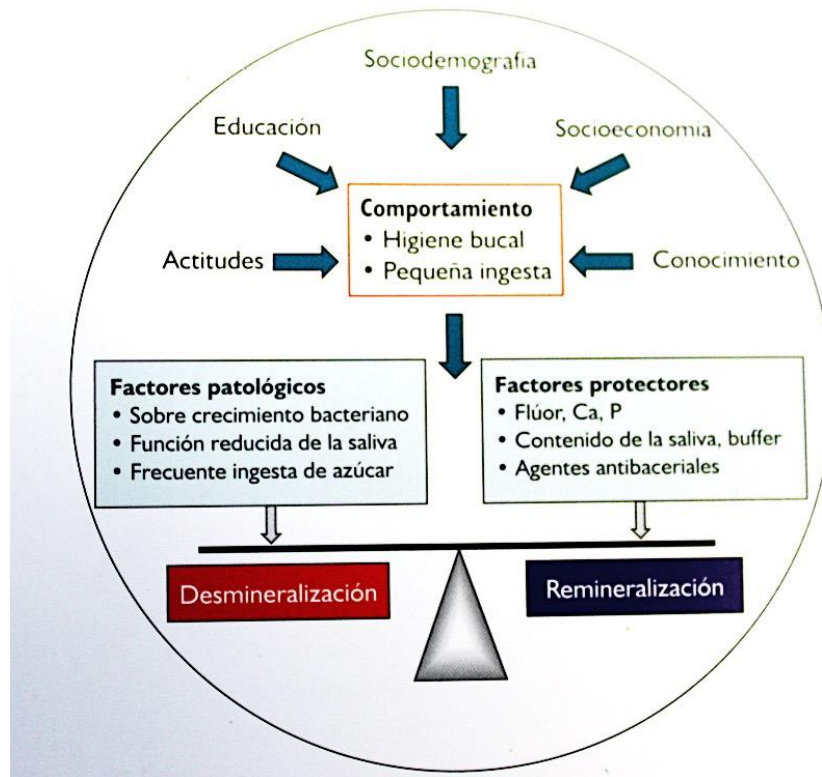 Sociodemografia
Educación
Socioeconomía
Comportamiento
• Higiene bucal
• Pequeña ingesta
Actitudes
Conocimiento
Factores patológicos
• Sobre crecimiento bacteriano
• Función reducida de la saliva
• Frecuente ingesta de azúcar
Factores protectores
• Flúor, Ca, P
• Contenido de la saliva, buffer
• Agentes antibaceriales
Desmineralización
Remineralización